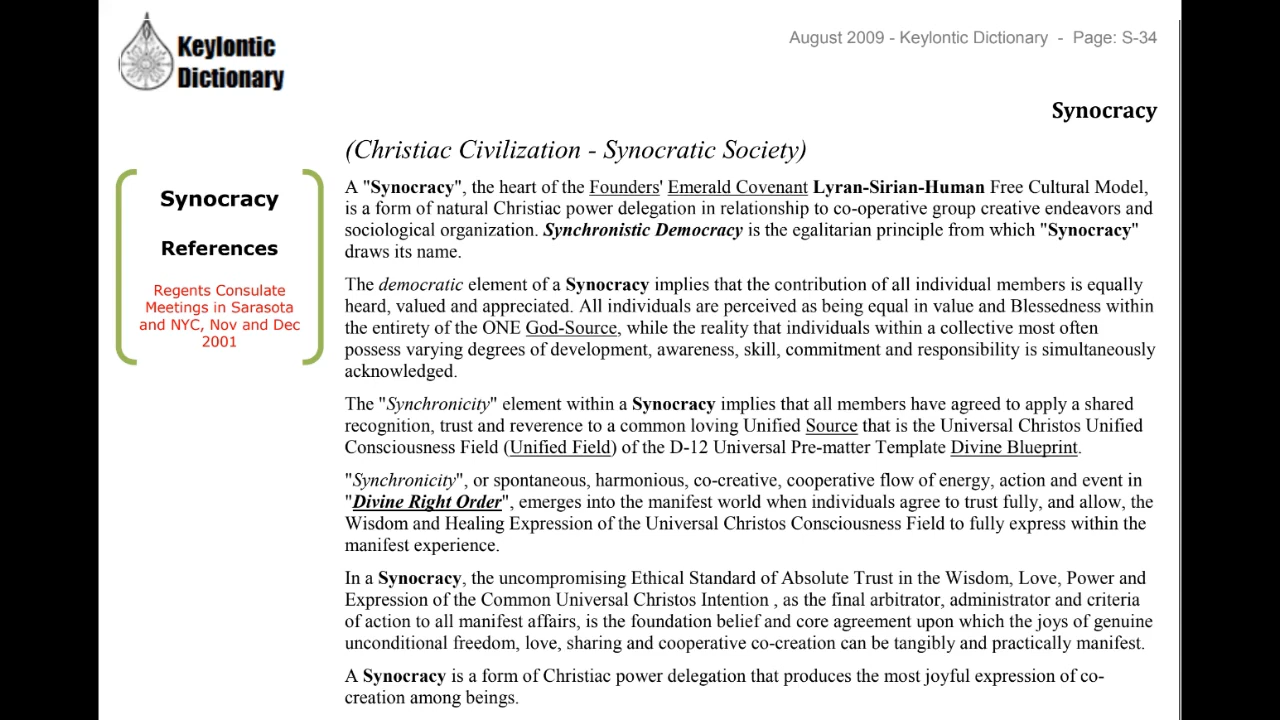 Keylontic
Dictionary
August 2009 - Keylontic Dictionary - Page: S-34
Synocracy
(Christiac Civilization - Synocratic Society)
Synocracy
References
Regents Consulate
Meetings in Sarasota
and NYC, Nov and Dec
2001
A "Synocracy", the heart of the Founders' Emerald Covenant Lyran-Sirian-Human Free Cultural Model,
is a form of natural Christiac power delegation in relationship to co-operative group creative endeavors and
sociological organization. Synchronistic Democracy is the egalitarian principle from which "Synocracy"
draws its name.
The democratic element of a Synocracy implies that the contribution of all individual members is equally
heard, valued and appreciated. All individuals are perceived as being equal in value and Blessedness within
the entirety of the ONE God-Source, while the reality that individuals within a collective most often
possess varying degrees of development, awareness, skill, commitment and responsibility is simultaneously
acknowledged.
The "Synchronicity" element within a Synocracy implies that all members have agreed to apply a shared
recognition, trust and reverence to a common loving Unified Source that is the Universal Christos Unified
Consciousness Field (Unified Field) of the D-12 Universal Pre-matter Template Divine Blueprint.
"Synchronicity", or spontaneous, harmonious, co-creative, cooperative flow of energy, action and event in
"Divine Right Order", emerges into the manifest world when individuals agree to trust fully, and allow, the
Wisdom and Healing Expression of the Universal Christos Consciousness Field to fully express within the
manifest experience.
In a Synocracy, the uncompromising Ethical Standard of Absolute Trust in the Wisdom, Love, Power and
Expression of the Common Universal Christos Intention , as the final arbitrator, administrator and criteria
of action to all manifest affairs, is the foundation belief and core agreement upon which the joys of genuine
unconditional freedom, love, sharing and cooperative co-creation can be tangibly and practically manifest.
A Synocracy is a form of Christiac power delegation that produces the most joyful expression of co-
creation among beings.